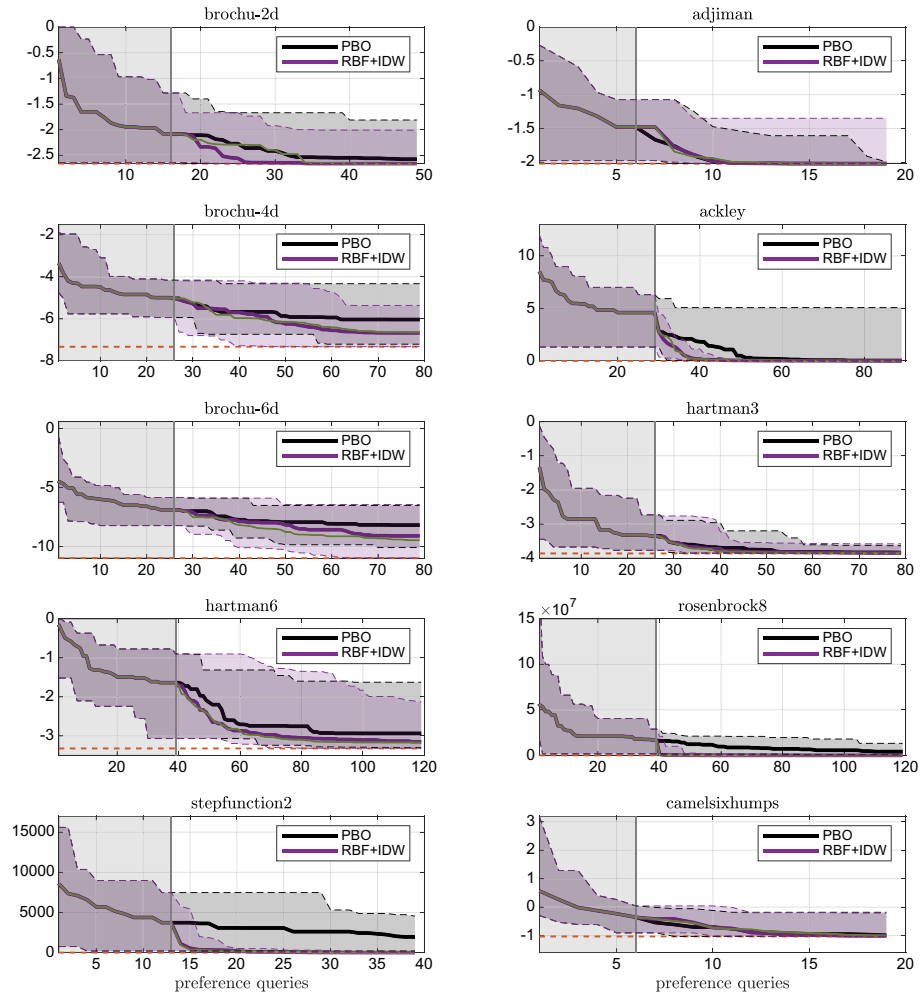 brochu-2d
0
-0.5
-1
-1.5
-2
-2.5
10 20 30 40 50
PBO
RBF+IDW
adjiman
0
-0.5
-1
-1.5
-2
5 10 15 20
PBO
RBF+IDW
brochu-4d
-2
-4
-6
-8
10 20 30 40 50 60 70 80
PBO
RBF+IDW
ackley
10
5
0
20 40 60 80
PBO
RBF+IDW
brochu-6d
0
-5
-10
10 20 30 40 50 60 70 80
PBO
RBF+IDW
hartman3
0
-1
-2
-3
-4
10 20 30 40 50 60 70 80
PBO
RBF+IDW
hartman6
0
-1
-2
-3
20 40 60 80 100 120
PBO
RBF+IDW
rosenbrock8
×10⁷
15
10
5
0
20 40 60 80 100 120
PBO
RBF+IDW
stepfunction2
15000
10000
5000
0
5 10 15 20 25 30 35 40
PBO
RBF+IDW
preference queries
camelsixhumps
3
2
1
0
-1
5 10 15 20
PBO
RBF+IDW
preference queries